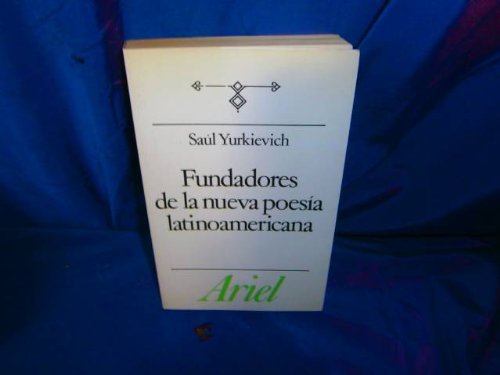 Saúl Yurkievich
Fundadores
de la nueva poesía
latinoamericana
Ariel